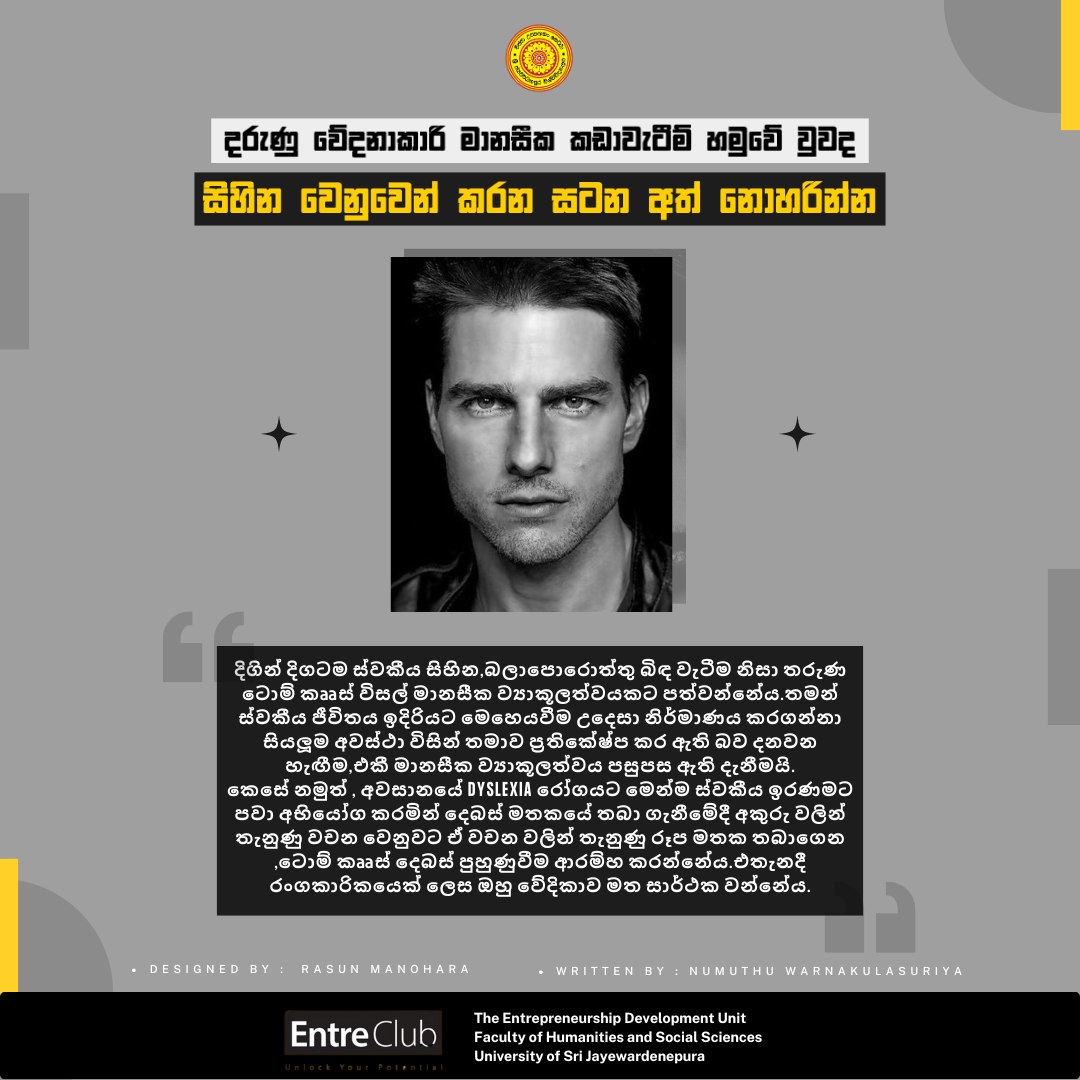 දරුණු වේදනාකාරී මානසීක කඩාවැටීම් හමුවේ වුවද
සිහින වෙනුවෙන් කරන සටන අත් නොහරින්න
දිගින් දිගටම ස්වකීය සිහින,බලාපොරොත්තු බිඳ වැටීම නිසා තරුණ
ටොම් කෲස් විසල් මානසීක ව්‍යාකූලත්වයකට පත්වන්නේය.තමන්
ස්වකීය ජීවිතය ඉදිරියට මෙහෙයවීම උදෙසා නිර්මාණය කරගන්නා
සියලූම අවස්ථා විසින් තමාව ප්‍රතික්ෂේප කර ඇති බව දනවන
හැඟීම,එකී මානසීක ව්‍යාකූලත්වය පසුපස ඇති දැනීමයි.
කෙසේ නමුත් , අවසානයේ DYSLEXIA රෝගයට මෙන්ම ස්වකීය ඉරණමට
පවා අභියෝග කරමින් දෙබස් මතකයේ තබා ගැනීමේදී අකුරු වලින්
තැනුණු වචන වෙනුවට ඒ වචන වලින් තැනුණු රූප මතක තබාගෙන
,ටොම් කෲස් දෙබස් පුහුණුවීම ආරම්භ කරන්නේය.එතැනදී
රංගකාරිකයෙක් ලෙස ඔහු වේදිකාව මත සාර්ථක වන්නේය.
• DESIGNED BY : RASUN MANOHARA
• WRITTEN BY : NUMUTHU WARNAKULASURIYA
EntreClub
Unlock Your Potential
The Entrepreneurship Development Unit
Faculty of Humanities and Social Sciences
University of Sri Jayewardenepura